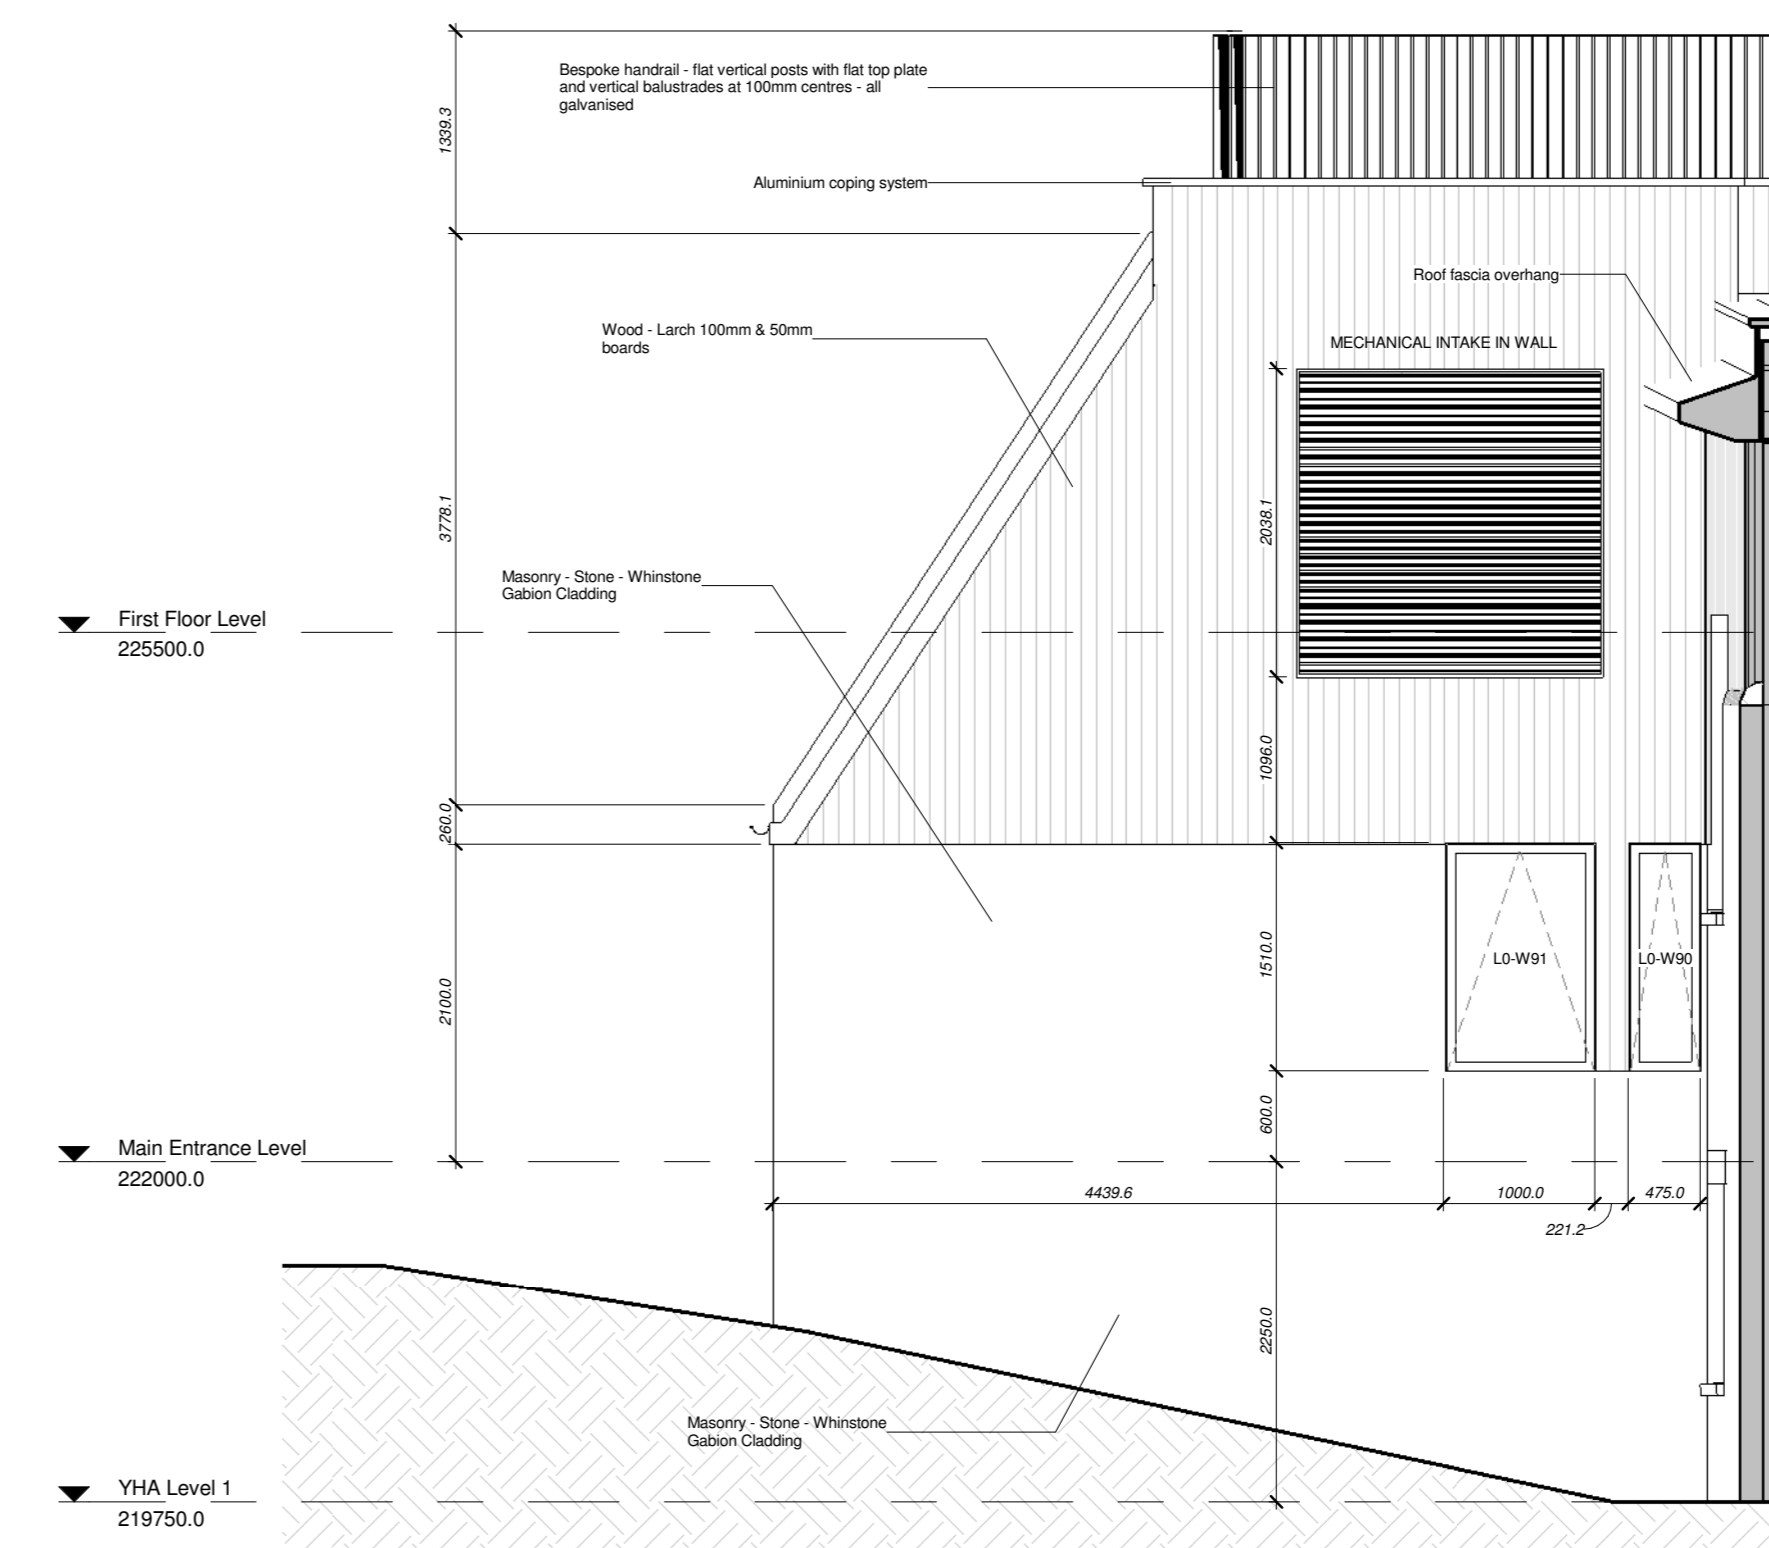 Bespoke handrail - flat vertical posts with flat top plate
and vertical balustrades at 100mm centres - all
galvanised
1339.3
Aluminium coping system
Roof fascia overhang
Wood - Larch 100mm & 50mm
boards
MECHANICAL INTAKE IN WALL
3778.1
2038.1
Masonry - Stone - Whinstone
Gabion Cladding
First Floor Level
225500.0
1096.0
260.0
2100.0
1510.0
L0-W91
L0-W90
600.0
Main Entrance Level
222000.0
4439.6
1000.0
475.0
221.2
2250.0
Masonry - Stone - Whinstone
Gabion Cladding
YHA Level 1
219750.0